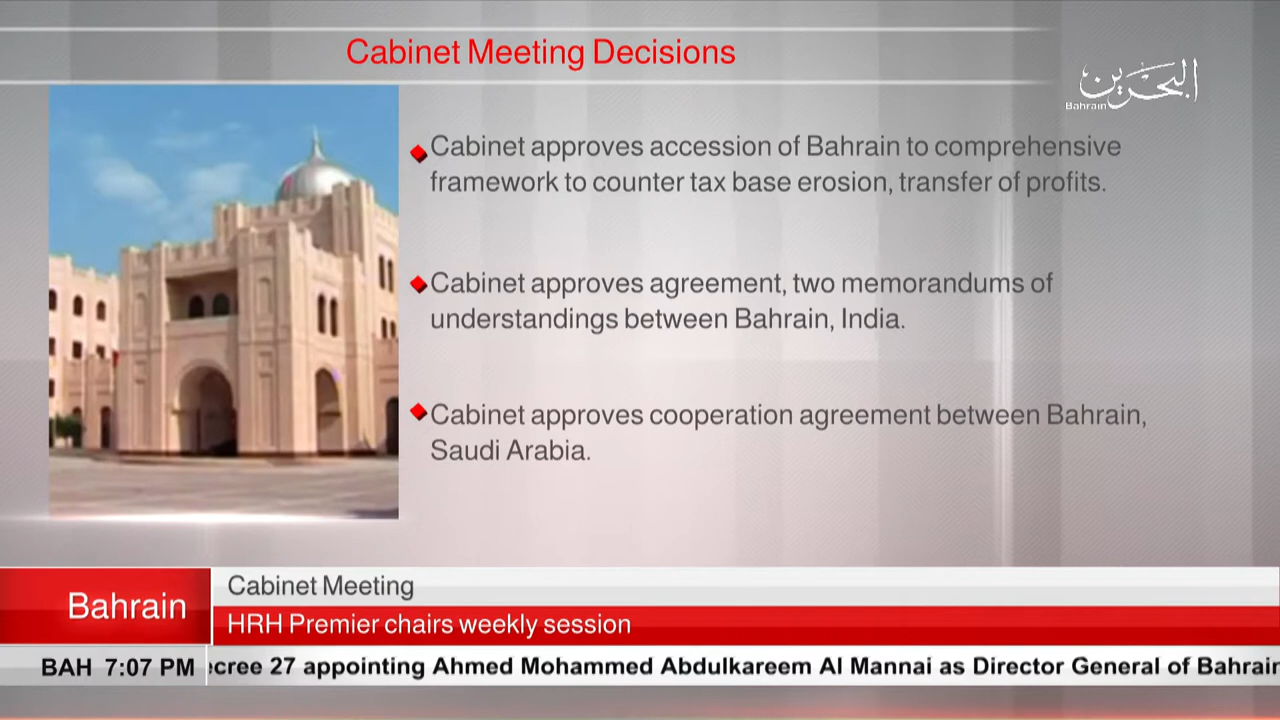 Cabinet Meeting Decisions
البحرين
Bahrain
Cabinet approves accession of Bahrain to comprehensive
framework to counter tax base erosion, transfer of profits.
Cabinet approves agreement, two memorandums of
understandings between Bahrain, India.
Cabinet approves cooperation agreement between Bahrain,
Saudi Arabia.
Bahrain
Cabinet Meeting
HRH Premier chairs weekly session
BAH 7:07 PM
ecree 27 appointing Ahmed Mohammed Abdulkareem Al Mannai as Director General of Bahrain